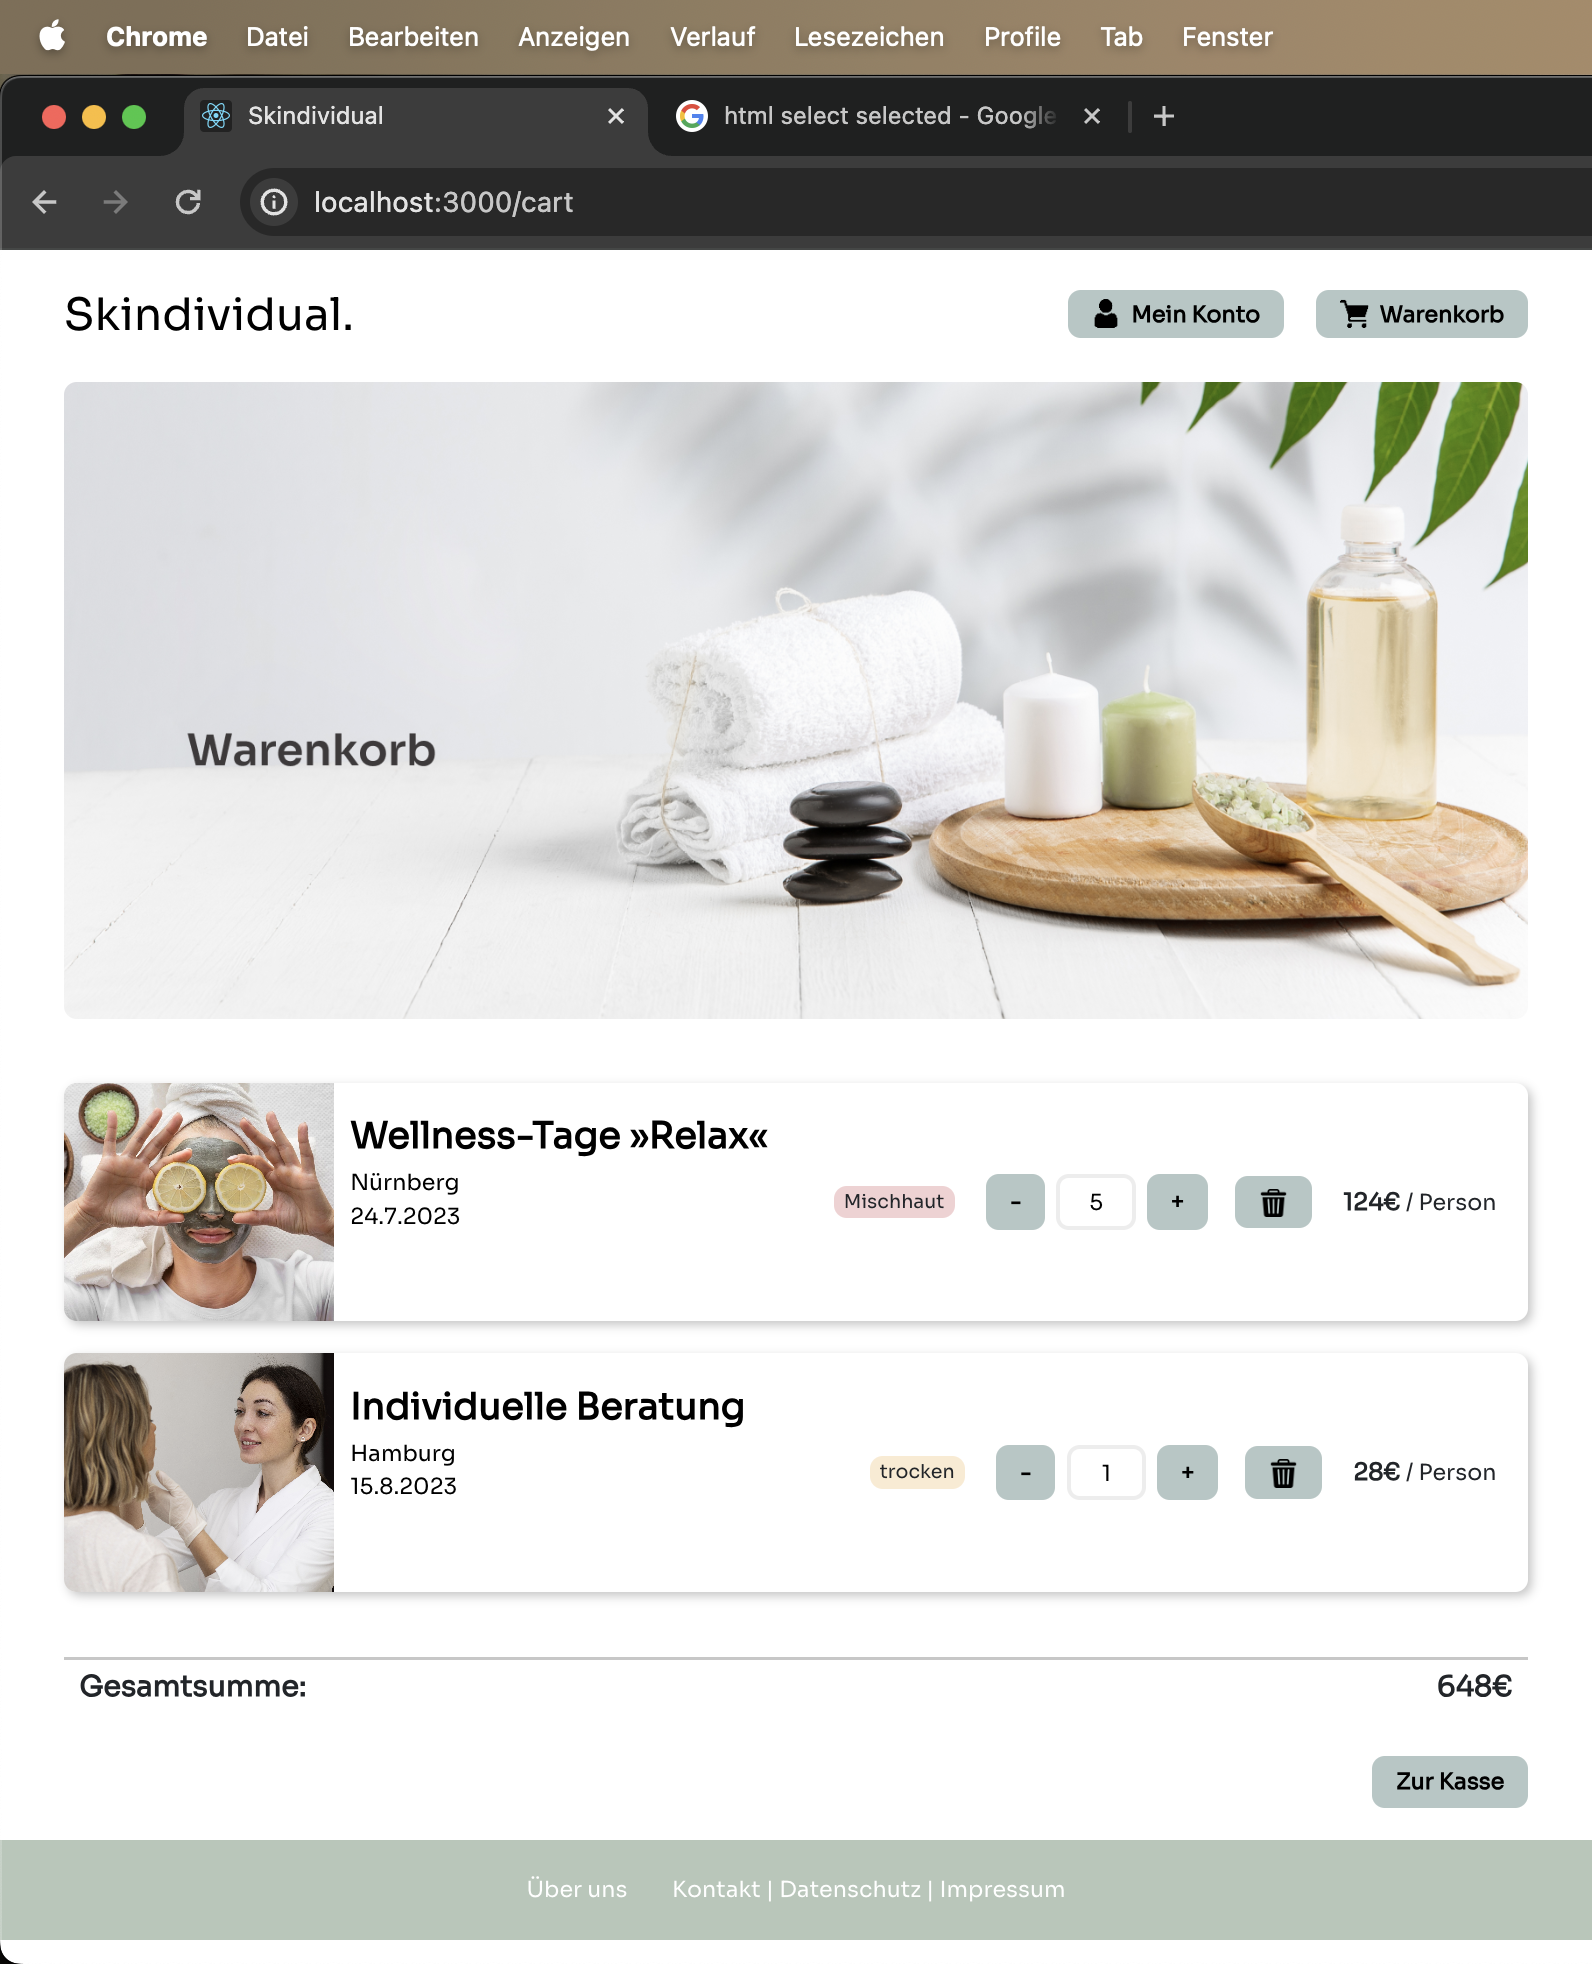 Chrome Datei Bearbeiten Anzeigen Verlauf Lesezeichen Profile Tab Fenster
Skindividual
html select selected - Google
localhost:3000/cart
Skindividual.
Mein Konto
Warenkorb
Warenkorb
Wellness-Tage »Relax«
Nürnberg
24.7.2023
Mischhaut
-
5
+
124€ / Person
Individuelle Beratung
Hamburg
15.8.2023
trocken
-
1
+
28€ / Person
Gesamtsumme: 648€
Zur Kasse
Über uns Kontakt | Datenschutz | Impressum